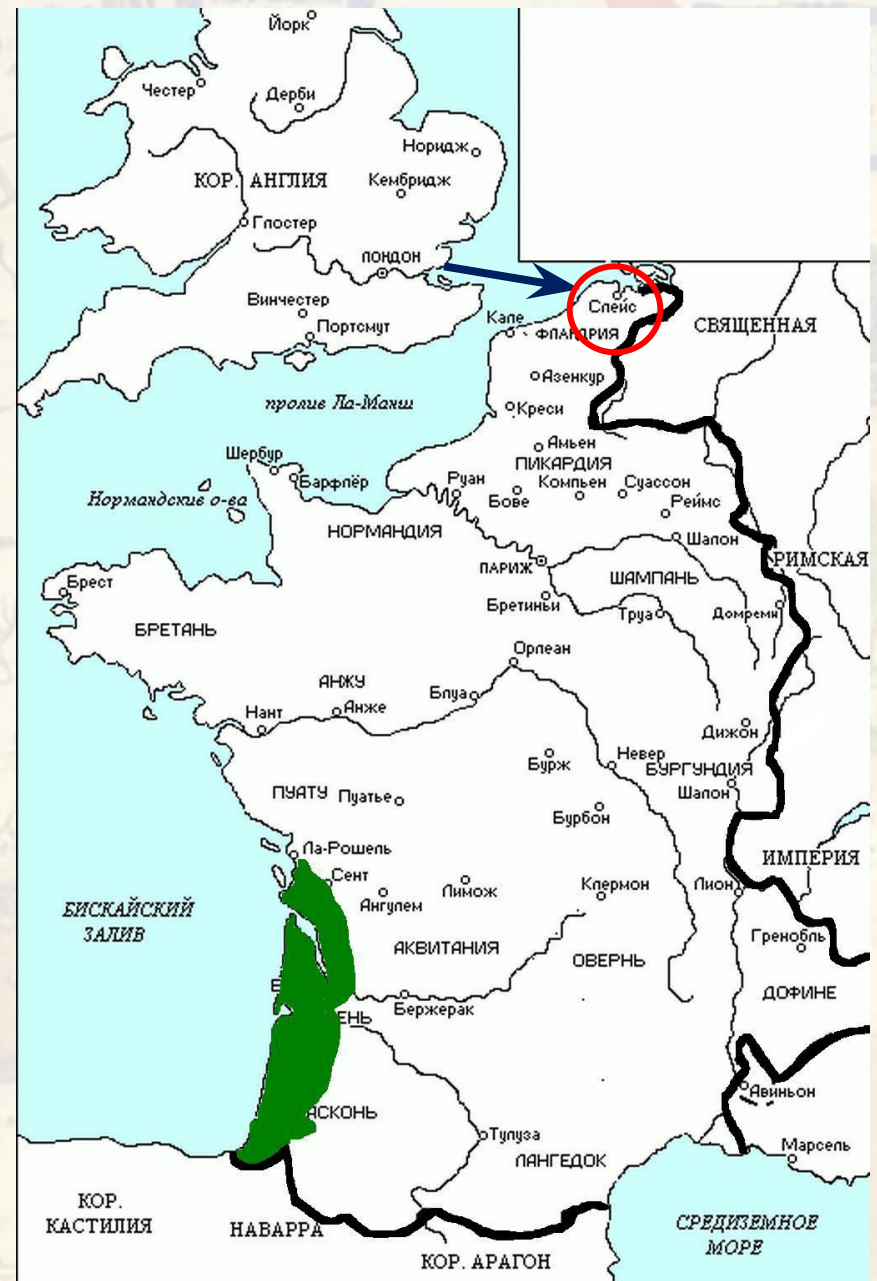 Йорк
Честер
Дерби
Норидж
КОР. АНГЛИЯ
Кембридж
Глостер
ЛОНДОН
Винчестер
Портсмут
Слейс
Кале
ФЛАНДРИЯ
СВЯЩЕННАЯ
Азенкур
пролив Ла-Манш
Креси
Амьен
ПИКАРДИЯ
Шербур
Барфлёр
Руан
Бове
Компьен
Суассон
Реймс
Нормандские о-ва
НОРМАНДИЯ
Шалон
ПАРИЖ
РИМСКАЯ
ШАМПАНЬ
Брест
Бретиньи
Труа
Домреми
БРЕТАНЬ
Орлеан
АНЖУ
Блуа
Нант
Анже
Дижон
Бурж
Невер
БУРГУНДИЯ
ПУАТУ
Пуатье
Шалон
Бурбон
Ла-Рошель
ИМПЕРИЯ
Сент
Ангулем
Лимож
Клермон
Лион
БИСКАЙСКИЙ
ЗАЛИВ
Гренобль
АКВИТАНИЯ
ОВЕРНЬ
ДОФИНЕ
ЕНЬ
Бержерак
Авиньон
АСКОНЬ
Тулуза
ЛАНГЕДОК
Марсель
КОР.
КАСТИЛИЯ
НАВАРРА
КОР. АРАГОН
СРЕДИЗЕМНОЕ
МОРЕ